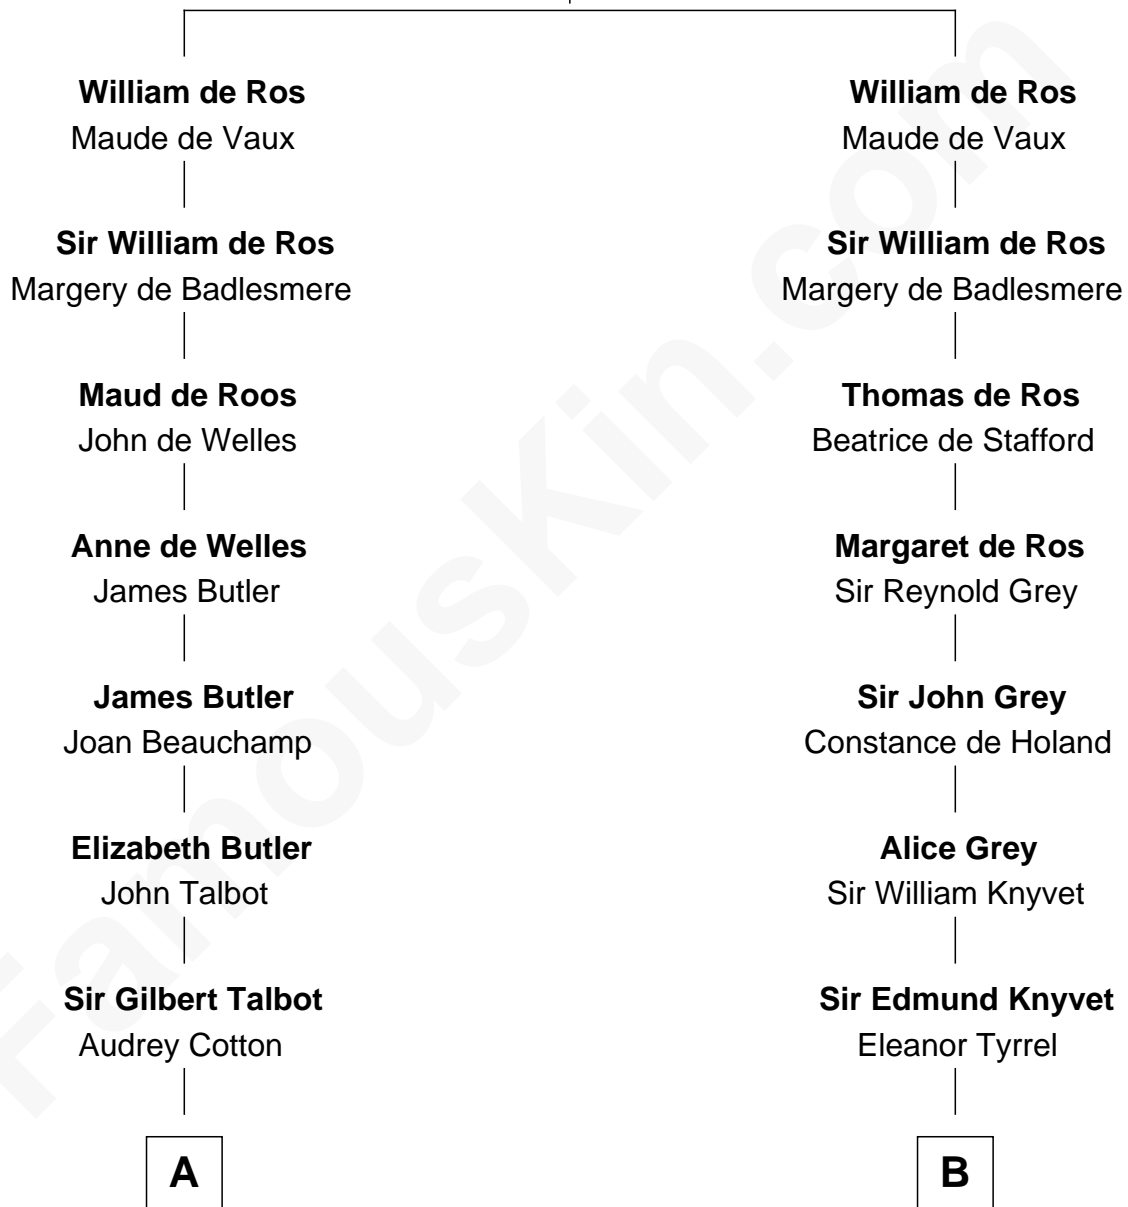 William de Ros
Maude de Vaux
Sir William de Ros
Margery de Badlesmere
Maud de Roos
John de Welles
Anne de Welles
James Butler
James Butler
Joan Beauchamp
Elizabeth Butler
John Talbot
Sir Gilbert Talbot
Audrey Cotton
A
William de Ros
Maude de Vaux
Sir William de Ros
Margery de Badlesmere
Thomas de Ros
Beatrice de Stafford
Margaret de Ros
Sir Reynold Grey
Sir John Grey
Constance de Holand
Alice Grey
Sir William Knyvet
Sir Edmund Knyvet
Eleanor Tyrrel
B
FamousKin.com